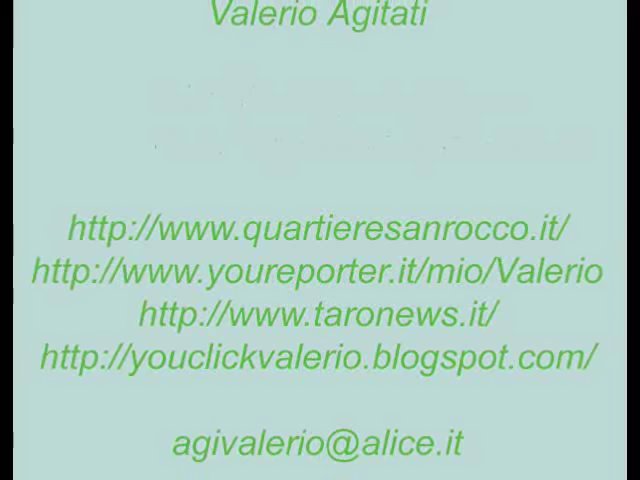 Valerio Agitati
http://www.quartieresanrocco.it/
http://www.youreporter.it/mio/Valerio
http://www.taronews.it/
http://youclickvalerio.blogspot.com/
agivalerio@alice.it